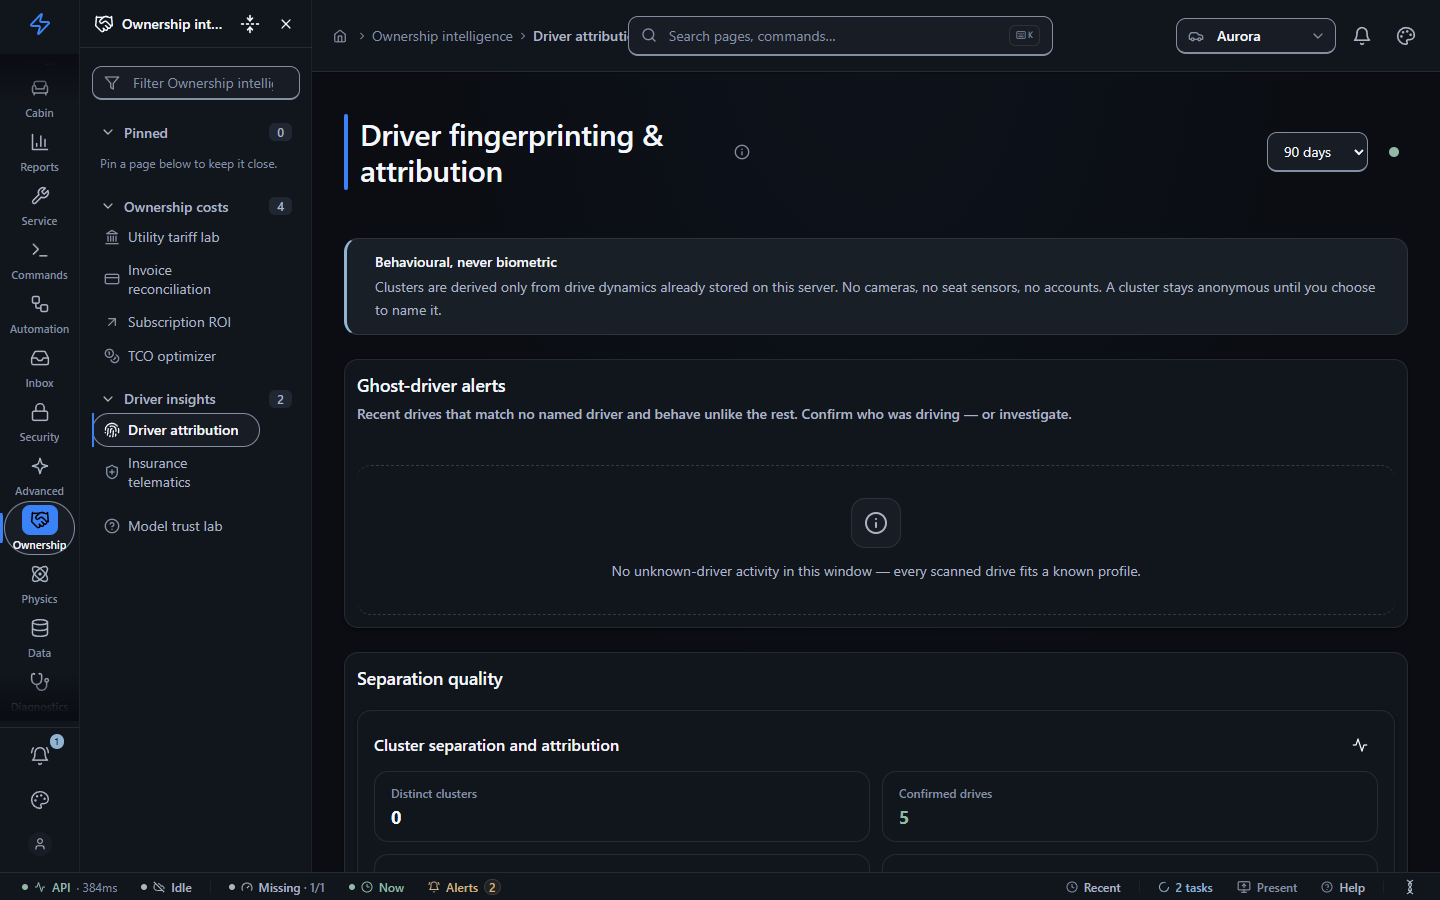 Ownership int...
Ownership intelligence
Driver attributi
Search pages, commands...
K
Aurora
Cabin
Reports
Service
Commands
Automation
Inbox
Security
Advanced
Ownership
Physics
Data
Diagnostics
1
Filter Ownership intelli
Pinned
0
Pin a page below to keep it close.
Ownership costs
4
Utility tariff lab
Invoice
reconciliation
Subscription ROI
TCO optimizer
Driver insights
2
Driver attribution
Insurance
telematics
Model trust lab
Driver fingerprinting &
attribution
90 days
Behavioural, never biometric
Clusters are derived only from drive dynamics already stored on this server. No cameras, no seat sensors, no accounts. A cluster stays anonymous until you choose
to name it.
Ghost-driver alerts
Recent drives that match no named driver and behave unlike the rest. Confirm who was driving — or investigate.
No unknown-driver activity in this window — every scanned drive fits a known profile.
Separation quality
Cluster separation and attribution
Distinct clusters
0
Confirmed drives
5
API · 384ms
Idle
Missing · 1/1
Now
Alerts 2
Recent
2 tasks
Present
Help